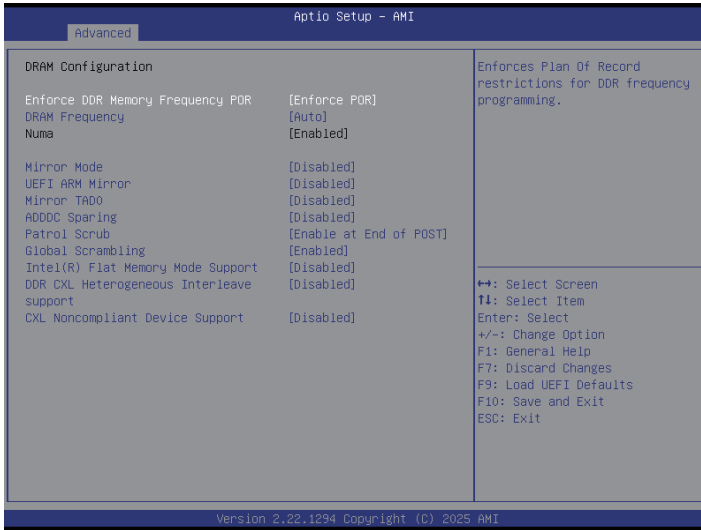 Aptio Setup - AMI
Advanced
DRAM Configuration
Enforce DDR Memory Frequency POR [Enforce POR]
DRAM Frequency [Auto]
Numa [Enabled]
Mirror Mode [Disabled]
UEFI ARM Mirror [Disabled]
Mirror TAD0 [Disabled]
ADDDC Sparing [Disabled]
Patrol Scrub [Enable at End of POST]
Global Scrambling [Enabled]
Intel(R) Flat Memory Mode Support [Disabled]
DDR CXL Heterogeneous Interleave [Disabled]
support
CXL Noncompliant Device Support [Disabled]
Enforces Plan Of Record
restrictions for DDR frequency
programming.
↔: Select Screen
↑↓: Select Item
Enter: Select
+/-: Change Option
F1: General Help
F7: Discard Changes
F9: Load UEFI Defaults
F10: Save and Exit
ESC: Exit
Version 2.22.1294 Copyright (C) 2025 AMI